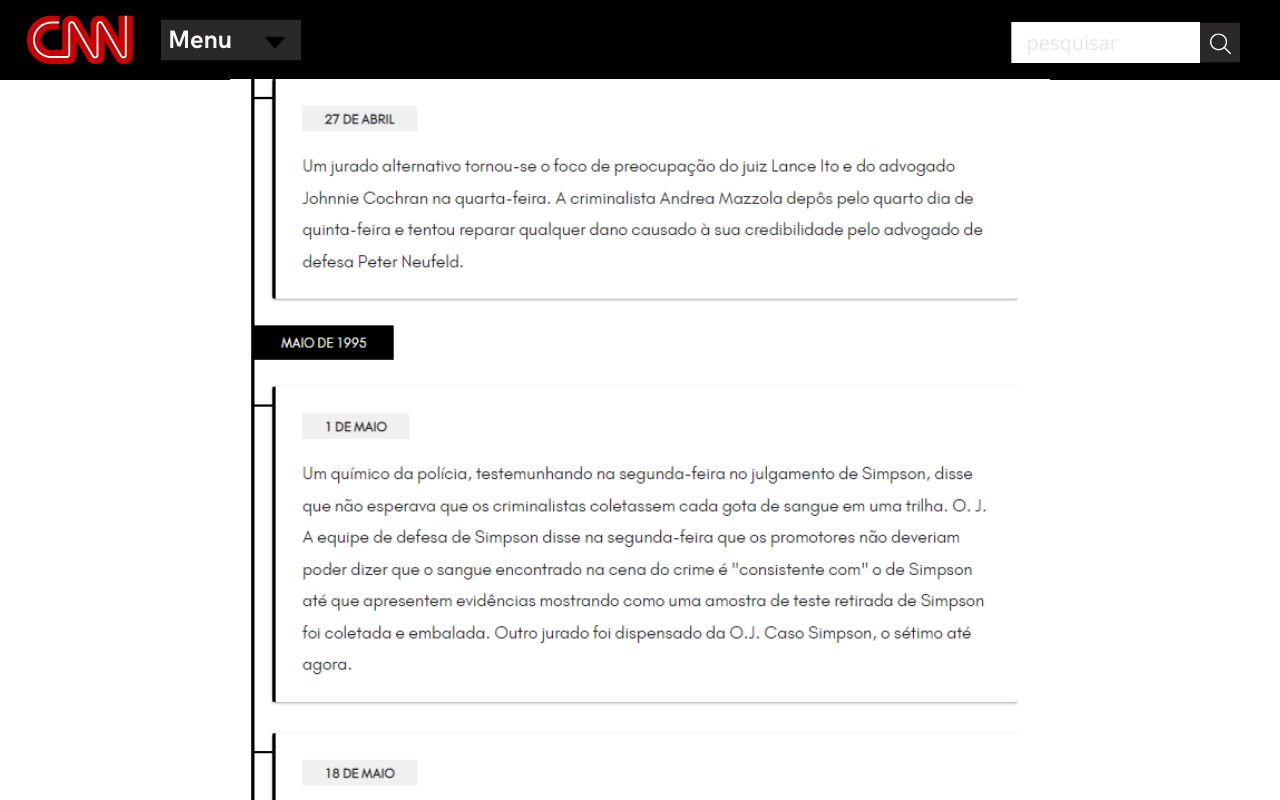 CNN
Menu
pesquisar
27 DE ABRIL
Um jurado alternativo tornou-se o foco de preocupação do juiz Lance Ito e do advogado
Johnnie Cochran na quarta-feira. A criminalista Andrea Mazzola depôs pelo quarto dia de
quinta-feira e tentou reparar qualquer dano causado à sua credibilidade pelo advogado de
defesa Peter Neufeld.
MAIO DE 1995
1 DE MAIO
Um químico da polícia, testemunhando na segunda-feira no julgamento de Simpson, disse
que não esperava que os criminalistas coletassem cada gota de sangue em uma trilha. O. J.
A equipe de defesa de Simpson disse na segunda-feira que os promotores não deveriam
poder dizer que o sangue encontrado na cena do crime é "consistente com" o de Simpson
até que apresentem evidências mostrando como uma amostra de teste retirada de Simpson
foi coletada e embalada. Outro jurado foi dispensado da O.J. Caso Simpson, o sétimo até
agora.
18 DE MAIO